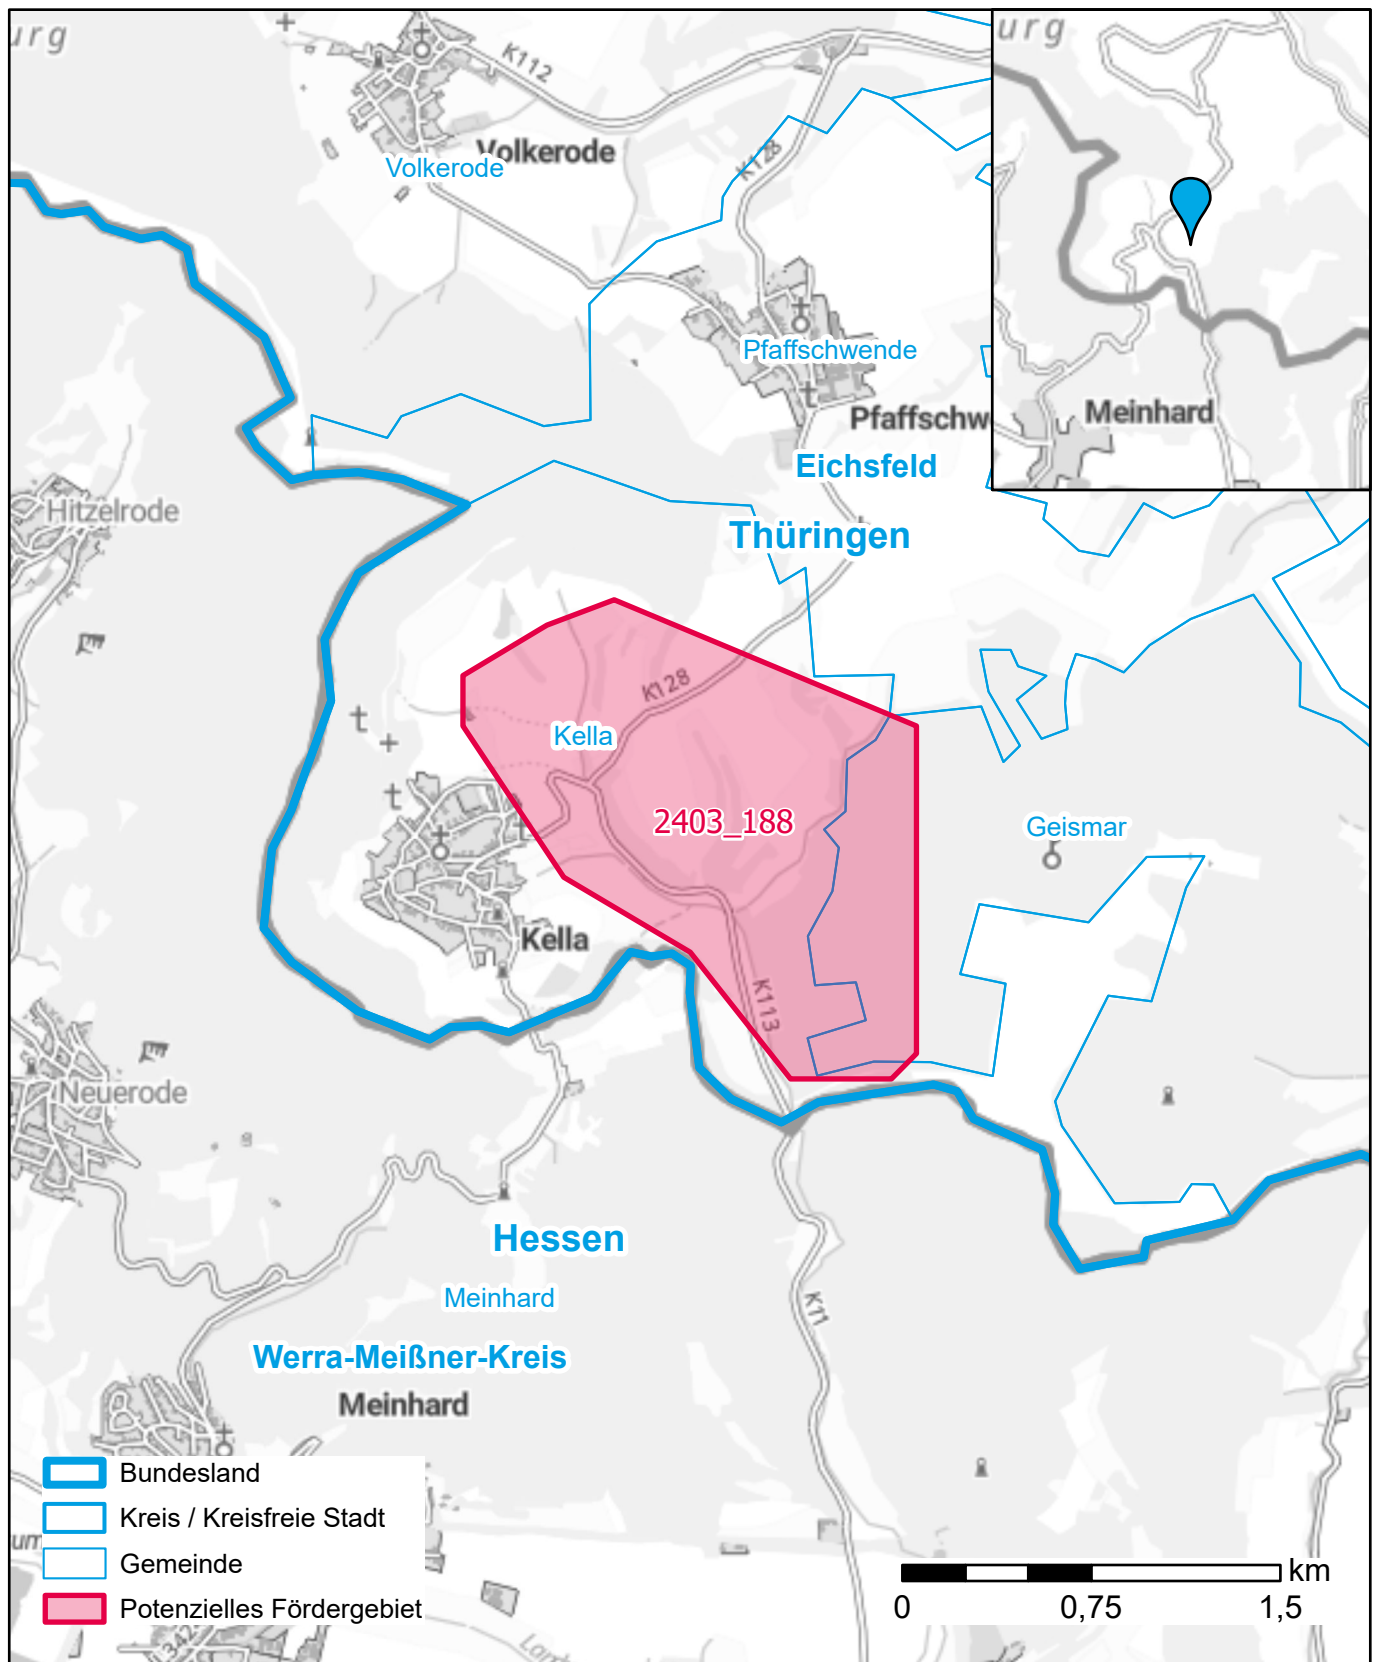 urg
urg
K112
Volkerode
Volkerode
K128
Pfaffschwende
Pfaffschw
Meinhard
Eichsfeld
Hitzelrode
Thüringen
K128
Kella
2403_188
Geismar
Kella
K113
Neuerode
Hessen
Meinhard
K11
Werra-Meißner-Kreis
Meinhard
Bundesland
Kreis / Kreisfreie Stadt
um
Gemeinde
Potenzielles Fördergebiet
km
0 0,75 1,5